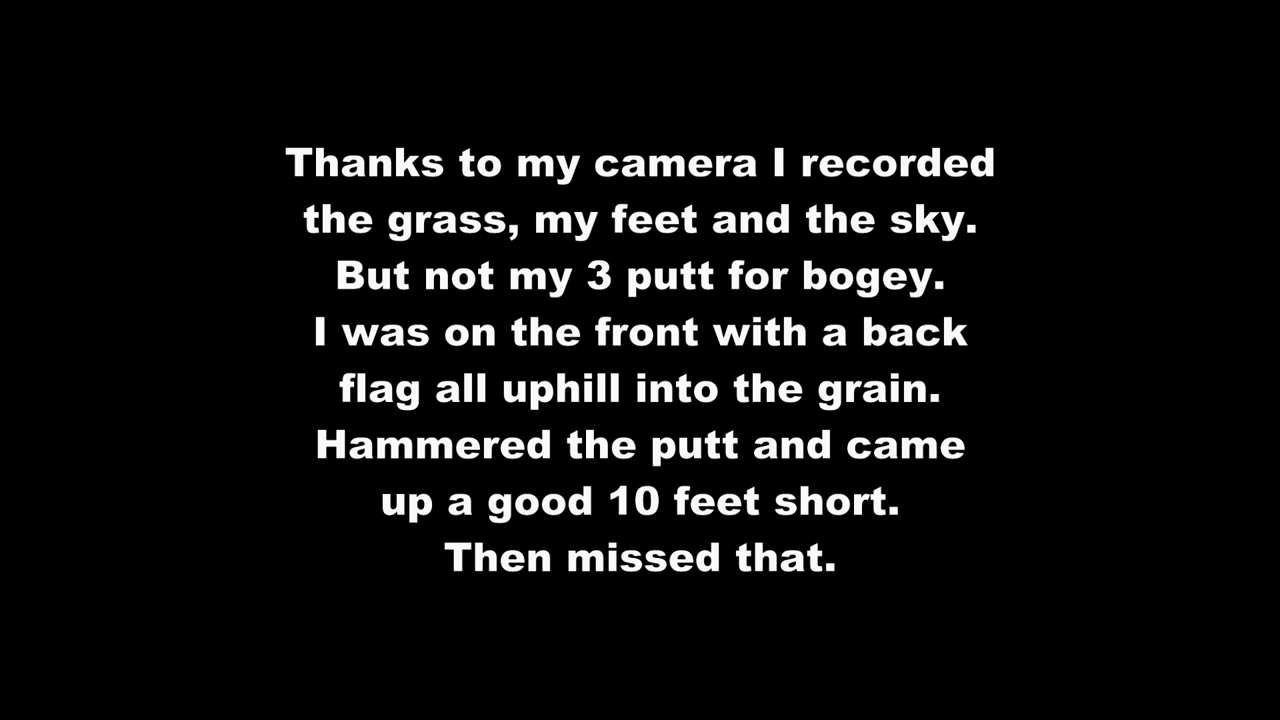 Thanks to my camera I recorded
the grass, my feet and the sky.
But not my 3 putt for bogey.
I was on the front with a back
flag all uphill into the grain.
Hammered the putt and came
up a good 10 feet short.
Then missed that.